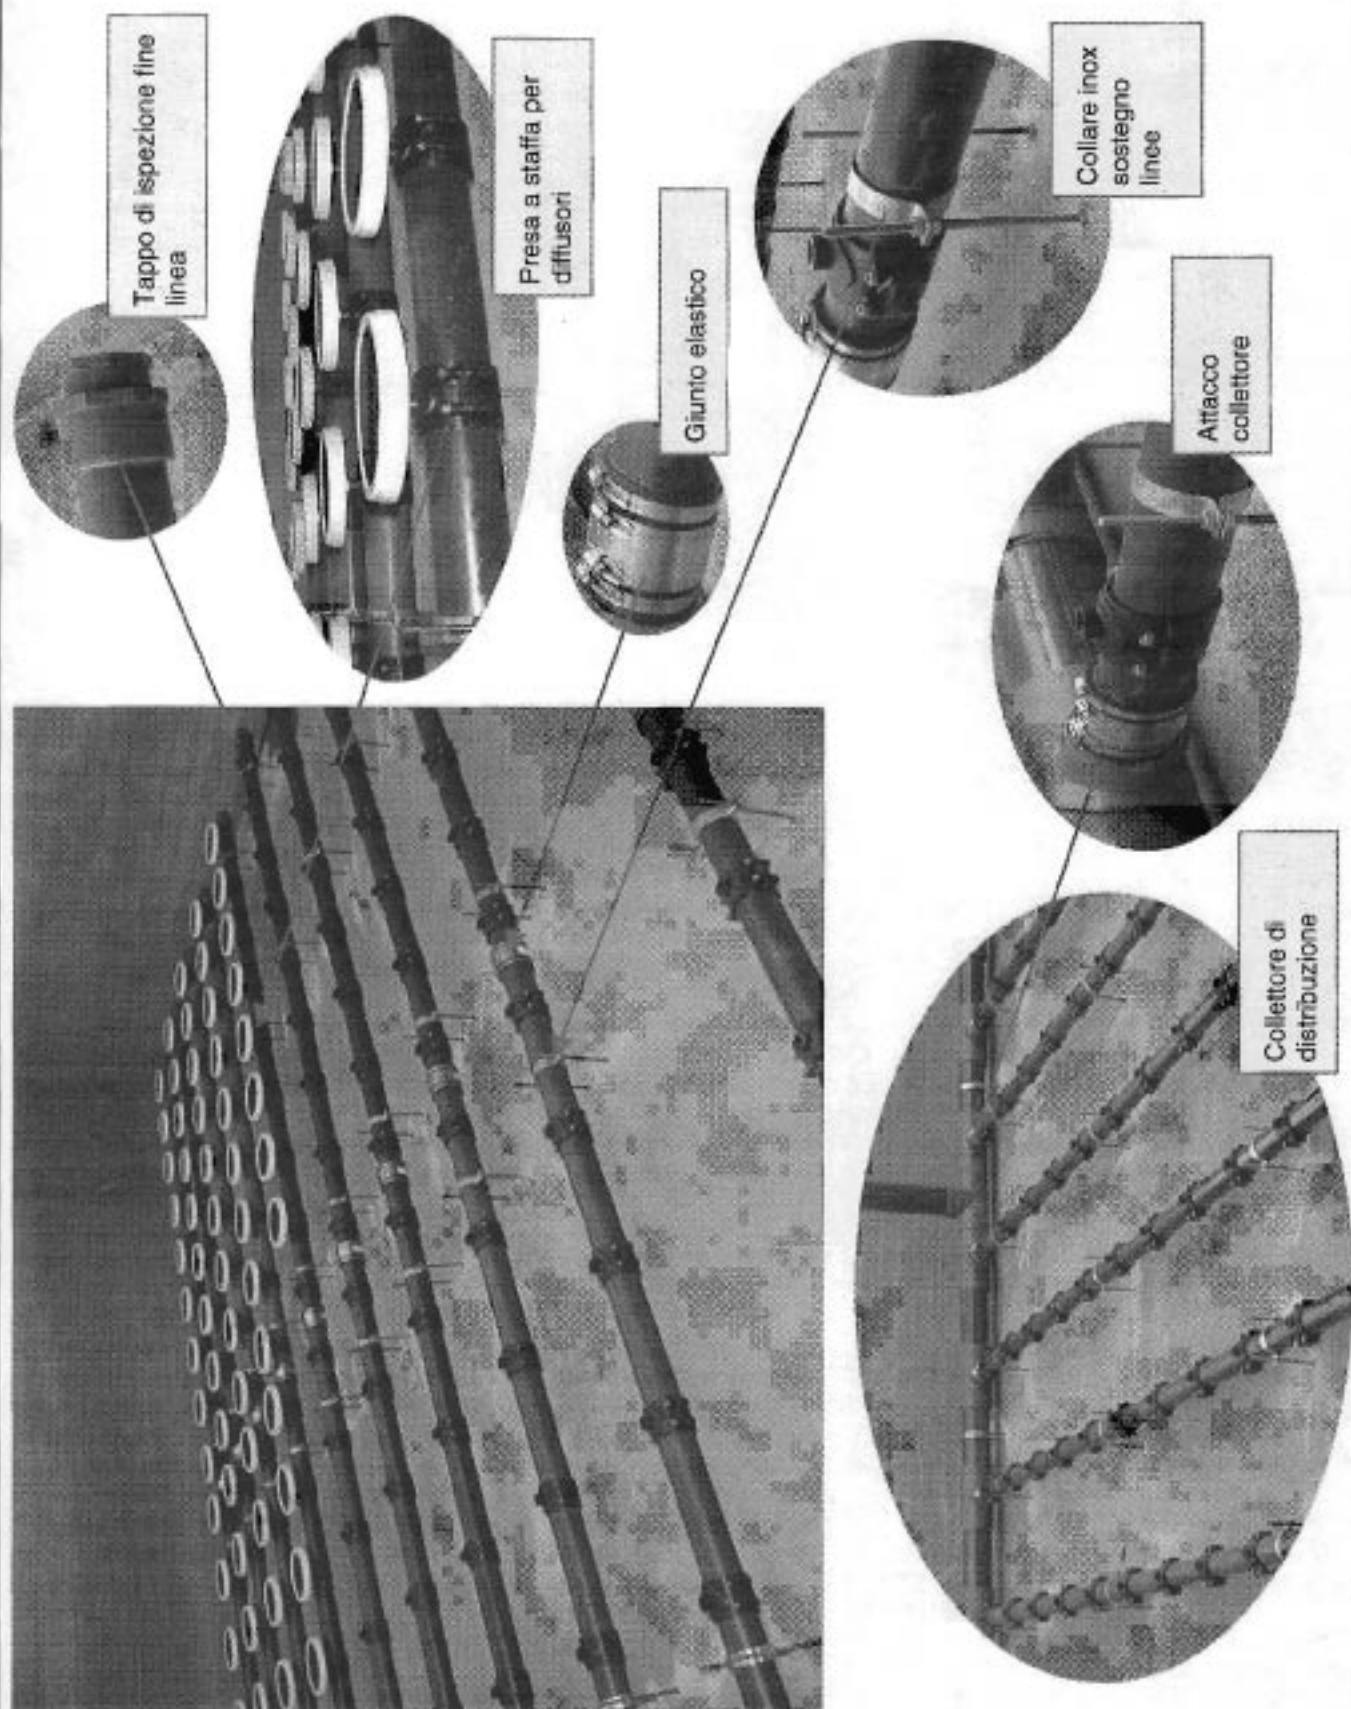 Tappo di ispezione fine
linea
Presa a staffa per
diffusori
Giunto elastico
Collare inox
sostegno
linee
Attacco
collettore
Collettore di
distribuzione